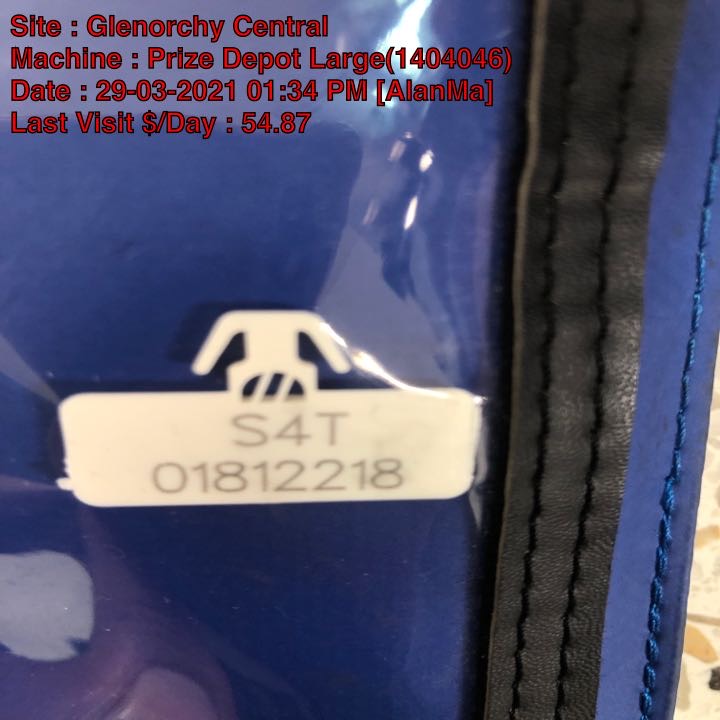 Site : Glenorchy Central
Machine : Prize Depot Large(1404046)
Date : 29-03-2021 01:34 PM [AlanMa]
Last Visit $/Day : 54.87
S4T
01812218